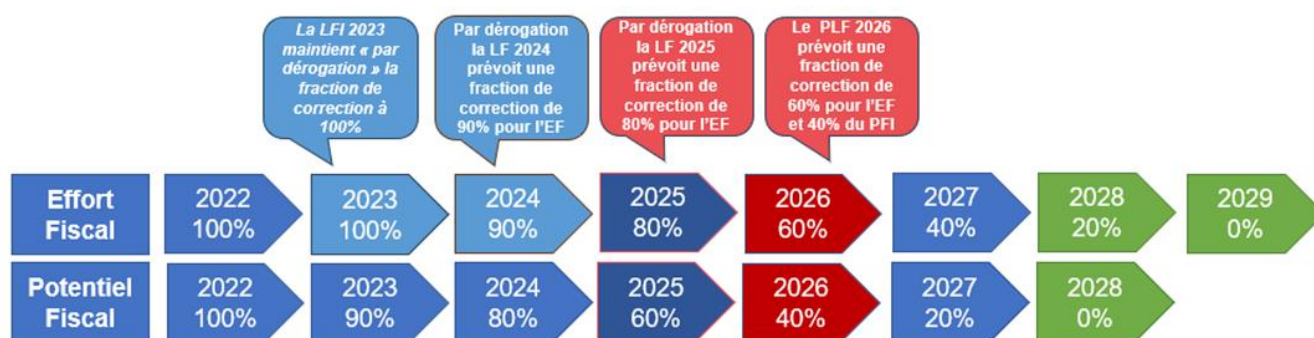 La LFI 2023
maintient « par
dérogation » la
fraction de
correction à
100%
Par dérogation
la LF 2024
prévoit une
fraction de
correction de
90% pour l'EF
Par dérogation
la LF 2025
prévoit une
fraction de
correction de
80% pour l'EF
Le PLF 2026
prévoit une
fraction de
correction de
60% pour l'EF
et 40% du PFI
Effort
Fiscal
2022
100%
2023
100%
2024
90%
2025
80%
2026
60%
2027
40%
2028
20%
2029
0%
Potentiel
Fiscal
2022
100%
2023
90%
2024
80%
2025
60%
2026
40%
2027
20%
2028
0%